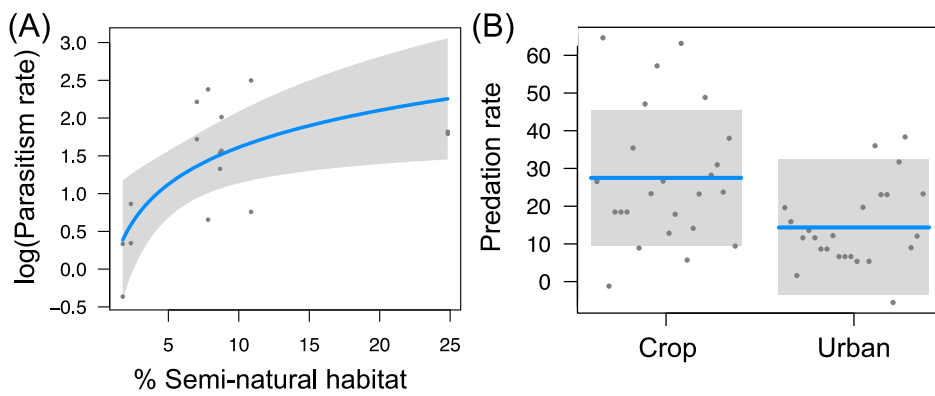 (A)
log(Parasitism rate)
3.0
2.5
2.0
1.5
1.0
0.5
0.0
−0.5
5 10 15 20 25
% Semi-natural habitat
(B)
Predation rate
60
50
40
30
20
10
0
Crop Urban